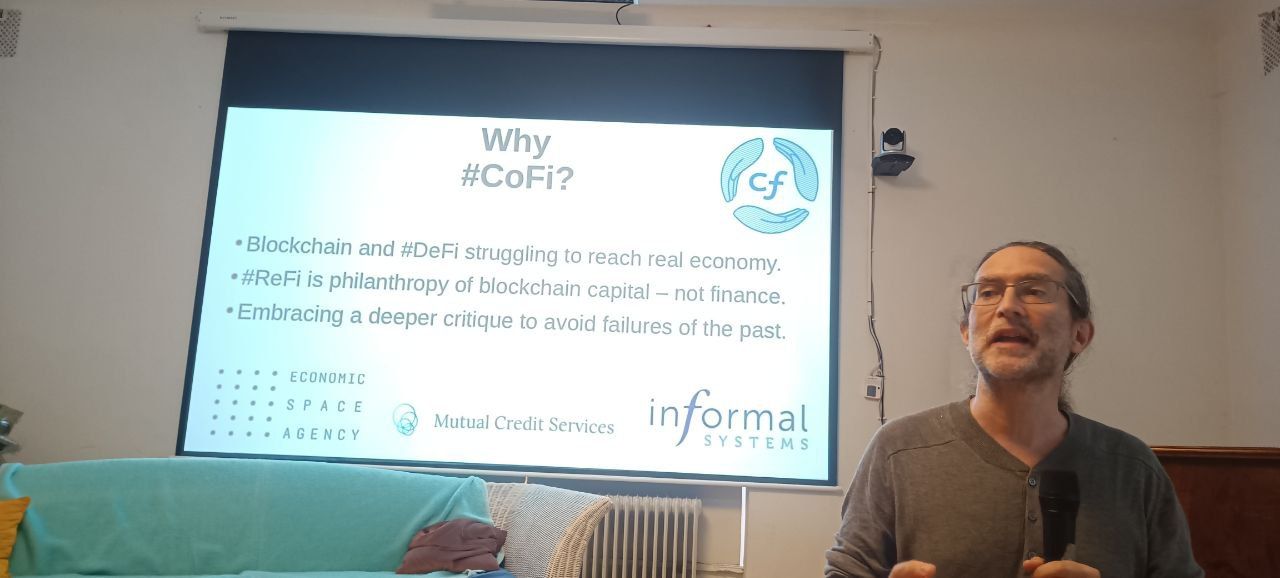 Why
#CoFi?
cf
• Blockchain and #DeFi struggling to reach real economy.
• #ReFi is philanthropy of blockchain capital – not finance.
• Embracing a deeper critique to avoid failures of the past.
ECONOMIC
SPACE
AGENCY
Mutual Credit Services
informal
SYSTEMS